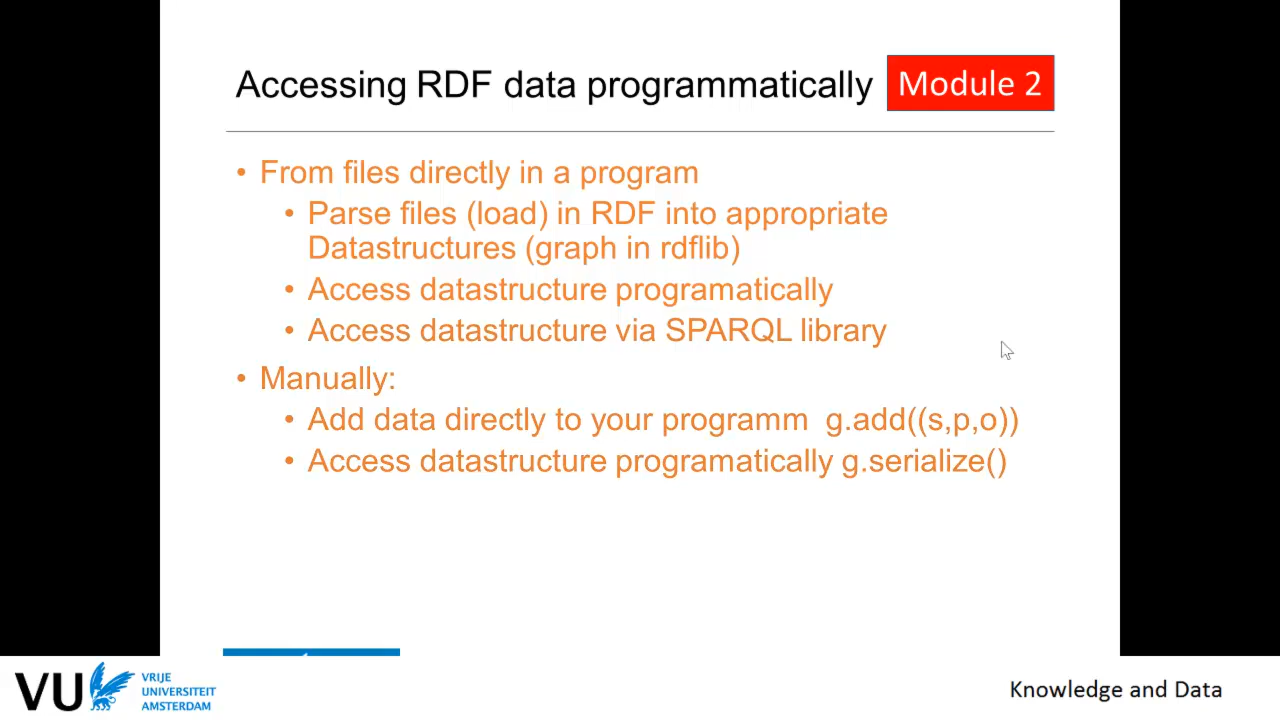 Accessing RDF data programmatically
Module 2
• From files directly in a program
• Parse files (load) in RDF into appropriate
Datastructures (graph in rdflib)
• Access datastructure programatically
• Access datastructure via SPARQL library
• Manually:
• Add data directly to your programm g.add((s,p,o))
• Access datastructure programatically g.serialize()
VU
VRIJE
UNIVERSITEIT
AMSTERDAM
Knowledge and Data